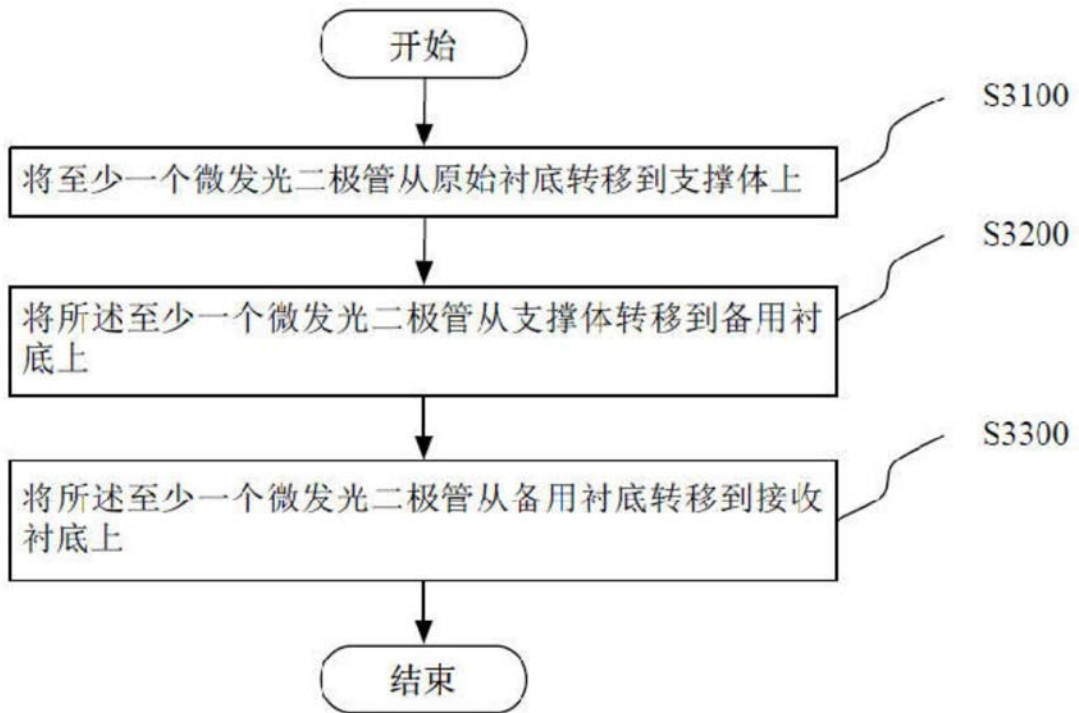 开始
S3100
将至少一个微发光二极管从原始衬底转移到支撑体上
S3200
将所述至少一个微发光二极管从支撑体转移到备用衬
底上
S3300
将所述至少一个微发光二极管从备用衬底转移到接收
衬底上
结束